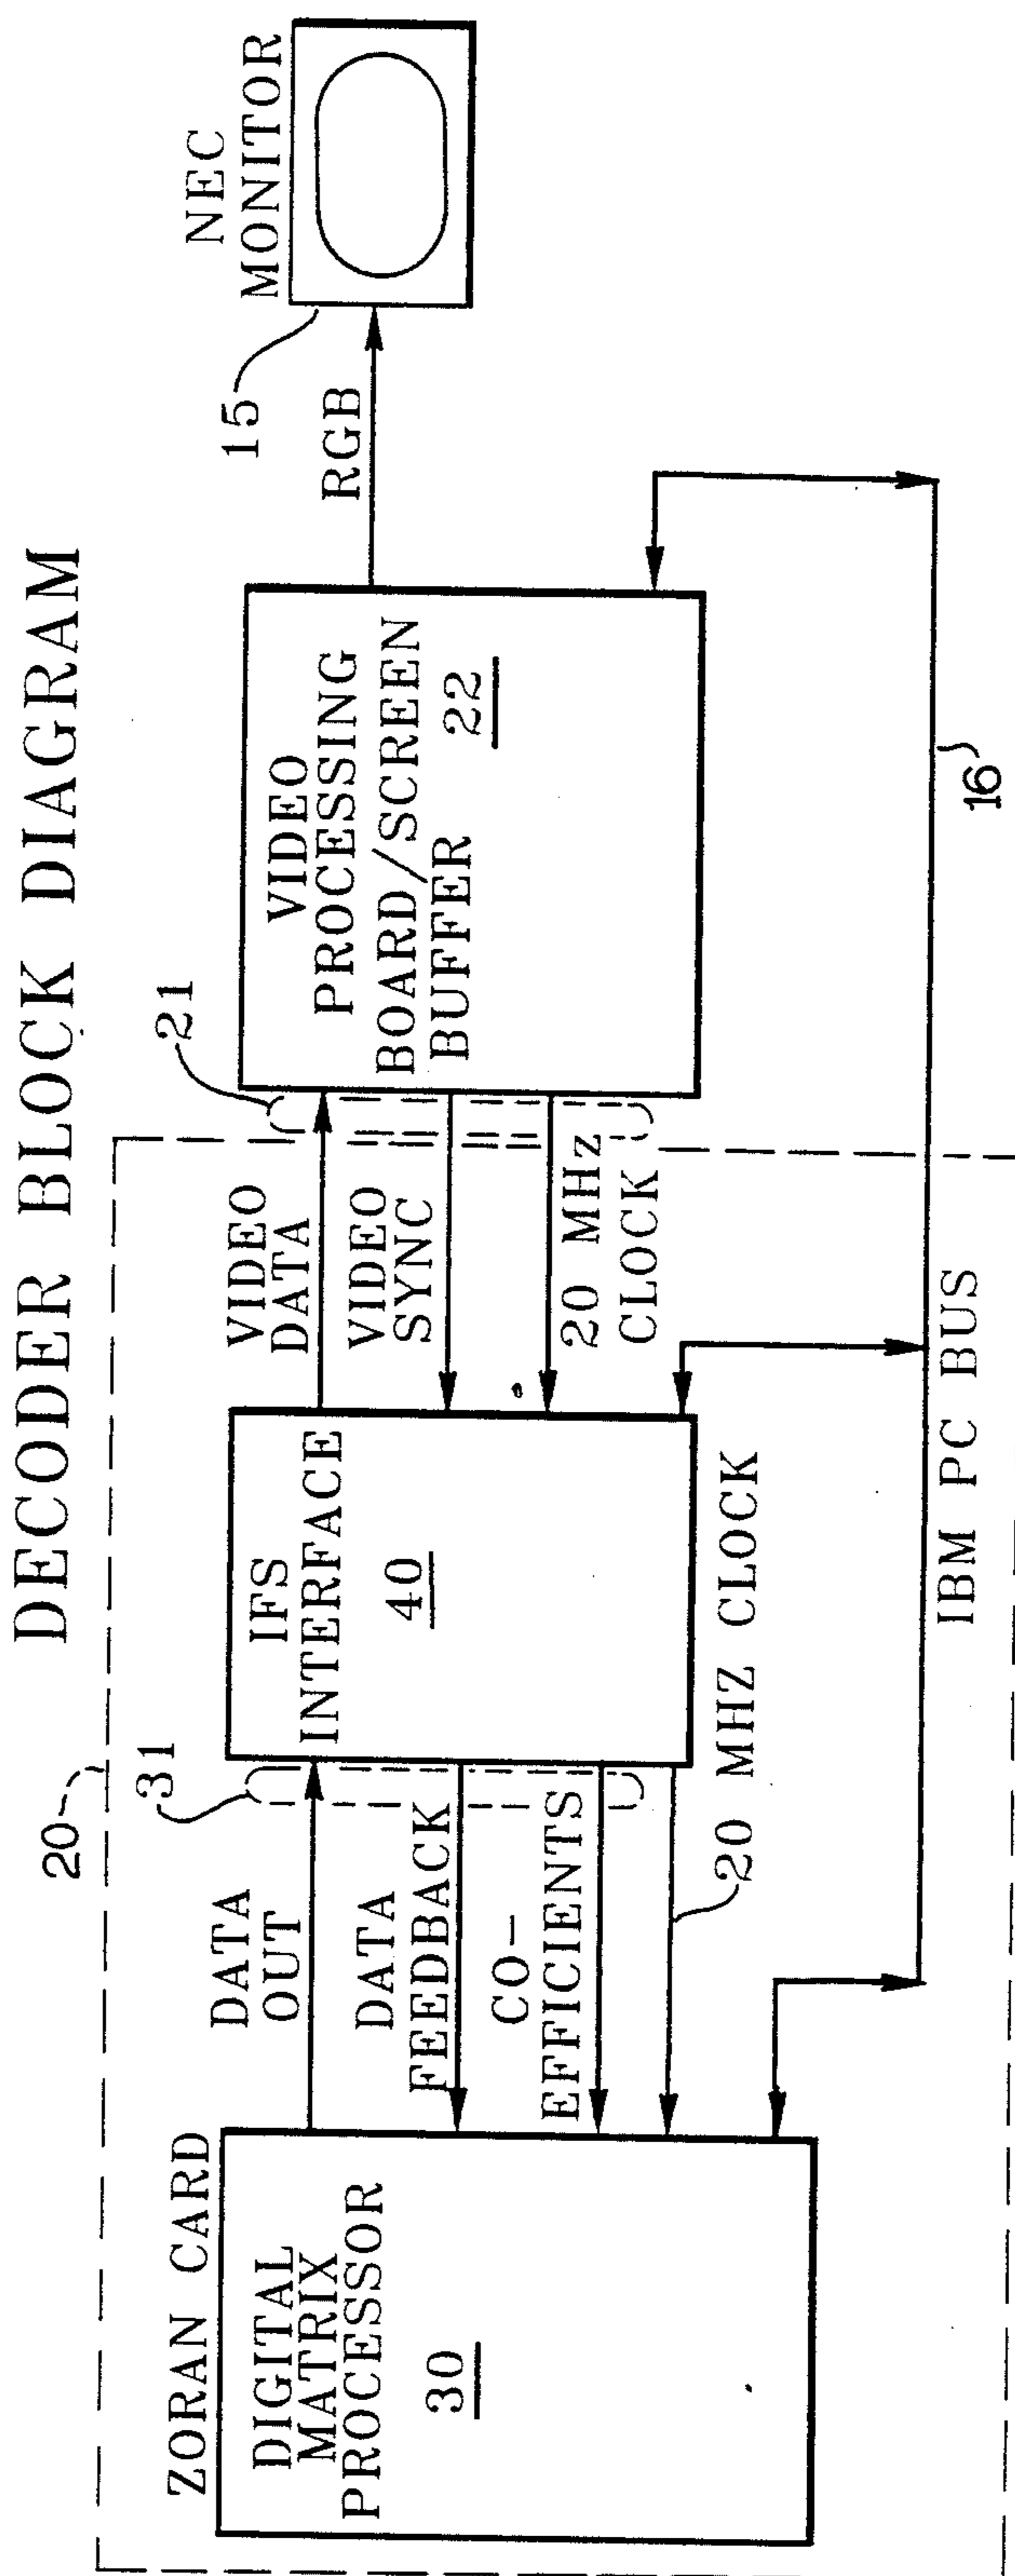 DECODER BLOCK DIAGRAM
20
ZORAN CARD
DIGITAL
MATRIX
PROCESSOR
30
DATA
OUT
DATA
FEEDBACK
CO-
EFFICIENTS
20 MHZ CLOCK
31
IFS
INTERFACE
40
VIDEO
DATA
VIDEO
SYNC
20 MHz
CLOCK
21
VIDEO
PROCESSING
BOARD/SCREEN
BUFFER
22
RGB
15
NEC
MONITOR
IBM PC BUS
16